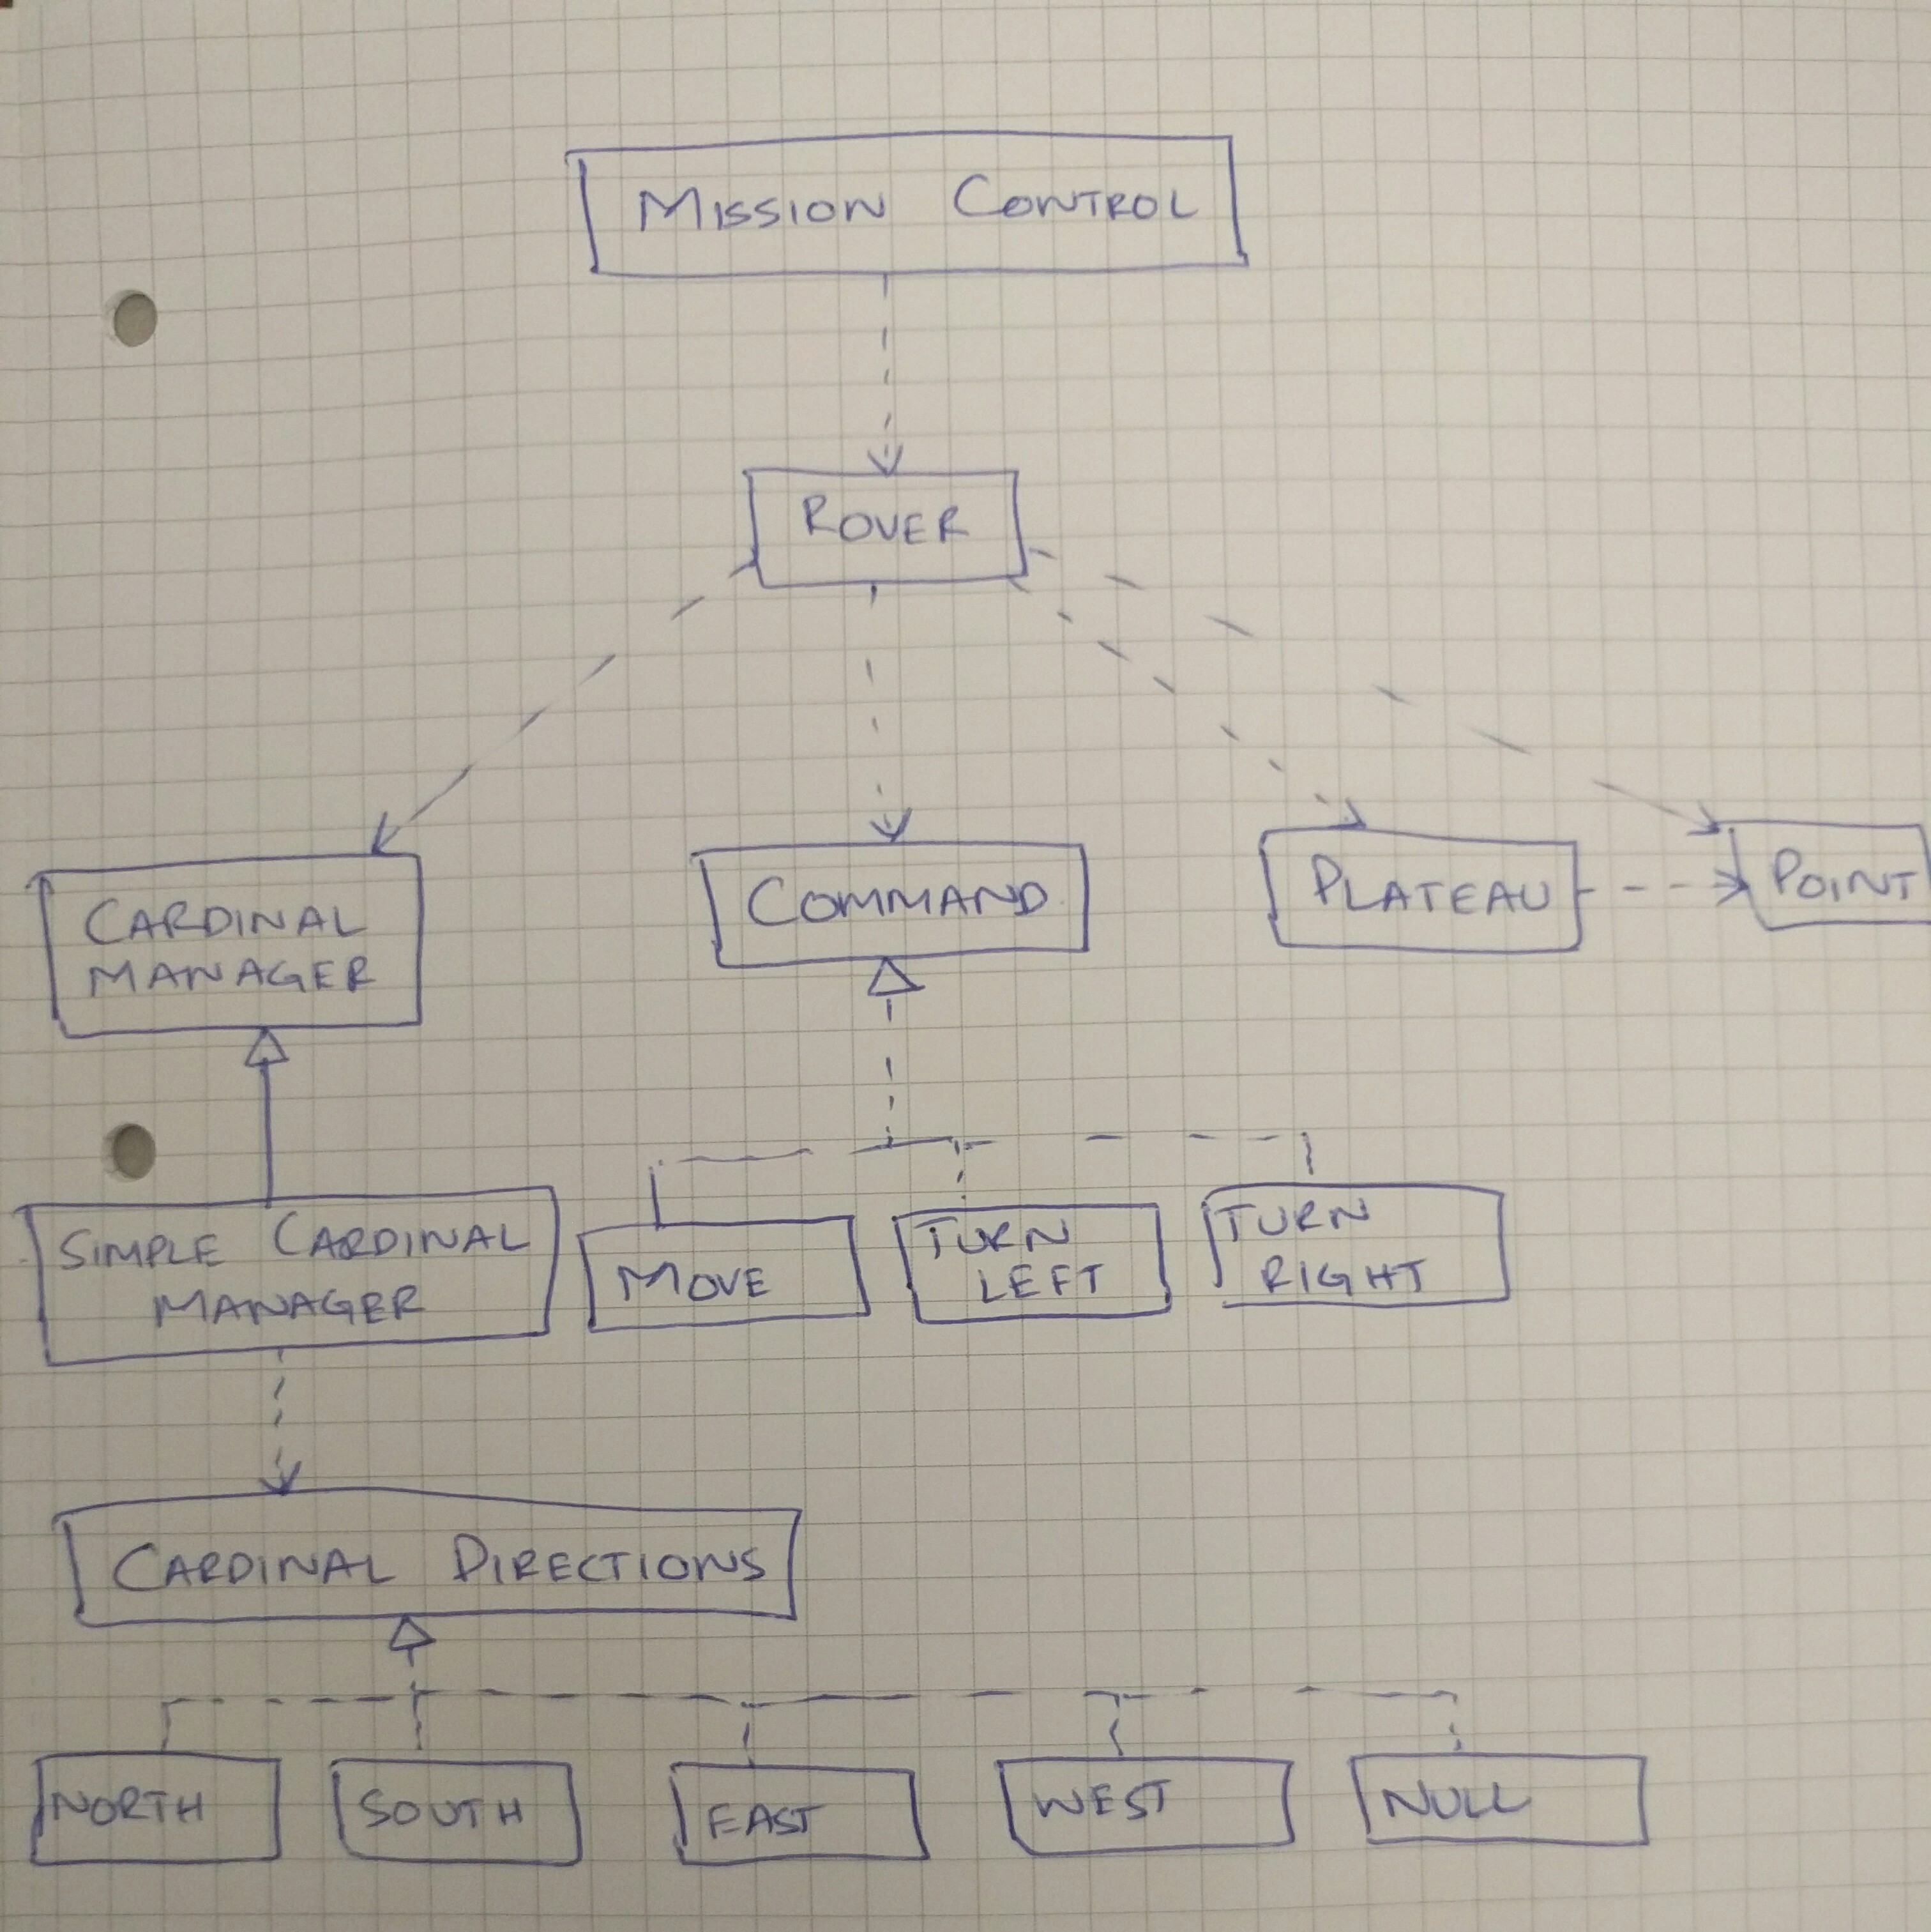 MISSION CONTROL
ROVER
CARDINAL
MANAGER
COMMAND
PLATEAU
POINT
SIMPLE CARDINAL
MANAGER
MOVE
TURN
LEFT
TURN
RIGHT
CARDINAL DIRECTIONS
NORTH
SOUTH
EAST
WEST
NULL